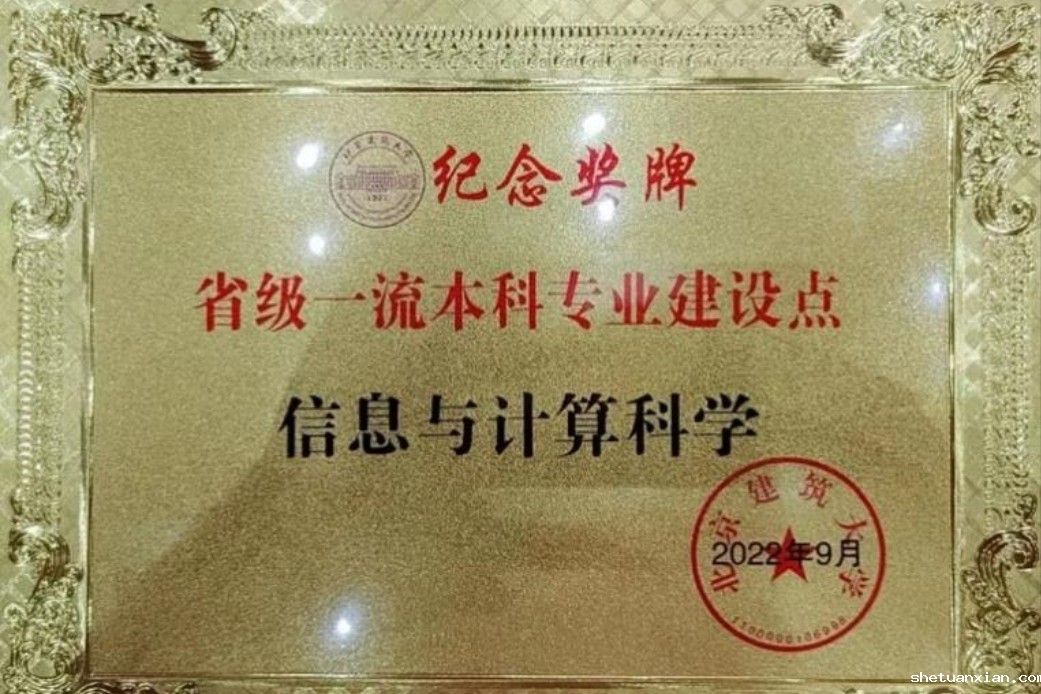 纪念奖牌
省级一流本科专业建设点
信息与计算科学
北京建筑大学
2022年9月
shetuanxian.com